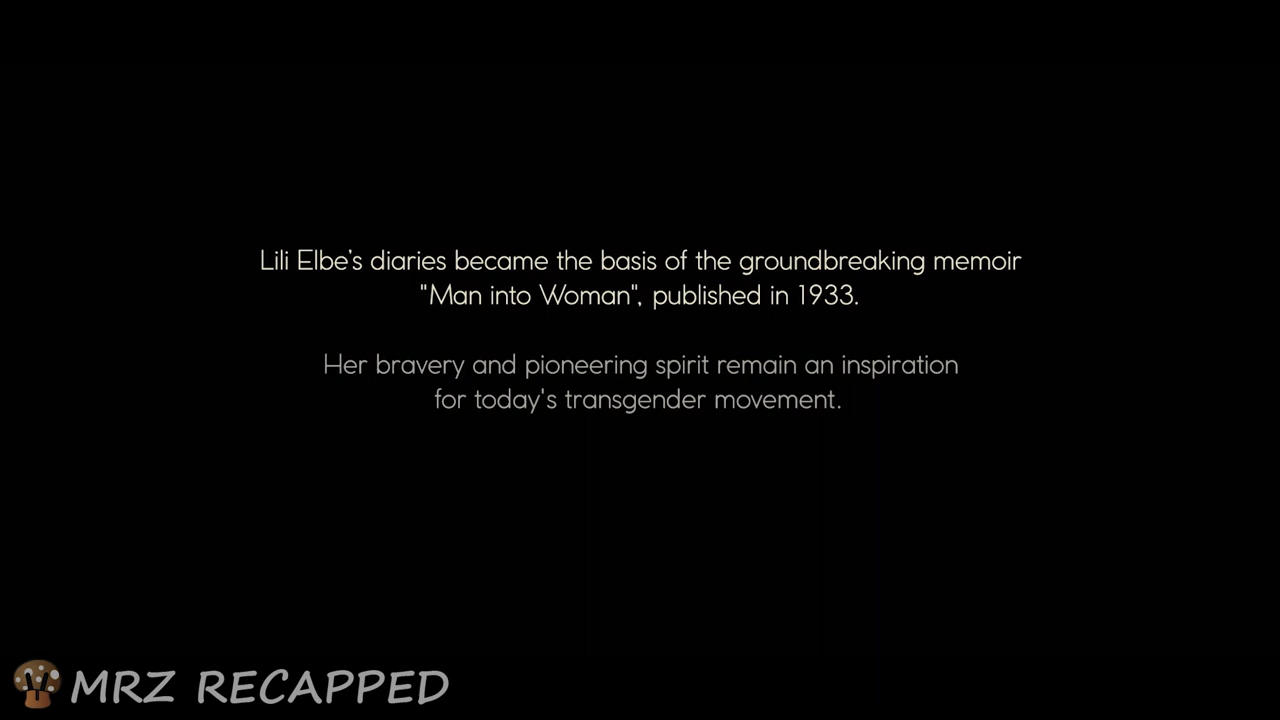 Lili Elbe's diaries became the basis of the groundbreaking memoir
"Man into Woman", published in 1933.
Her bravery and pioneering spirit remain an inspiration
for today's transgender movement.
MRZ RECAPPED